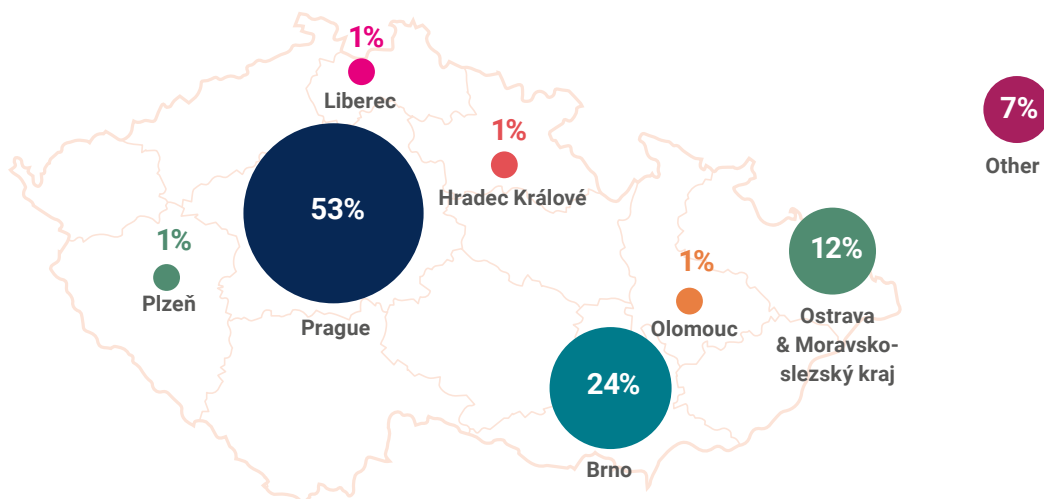 1%
Liberec
7%
Other
1%
Hradec Králové
53%
Prague
1%
Plzeň
12%
Ostrava
& Moravsko-
slezský kraj
1%
Olomouc
24%
Brno